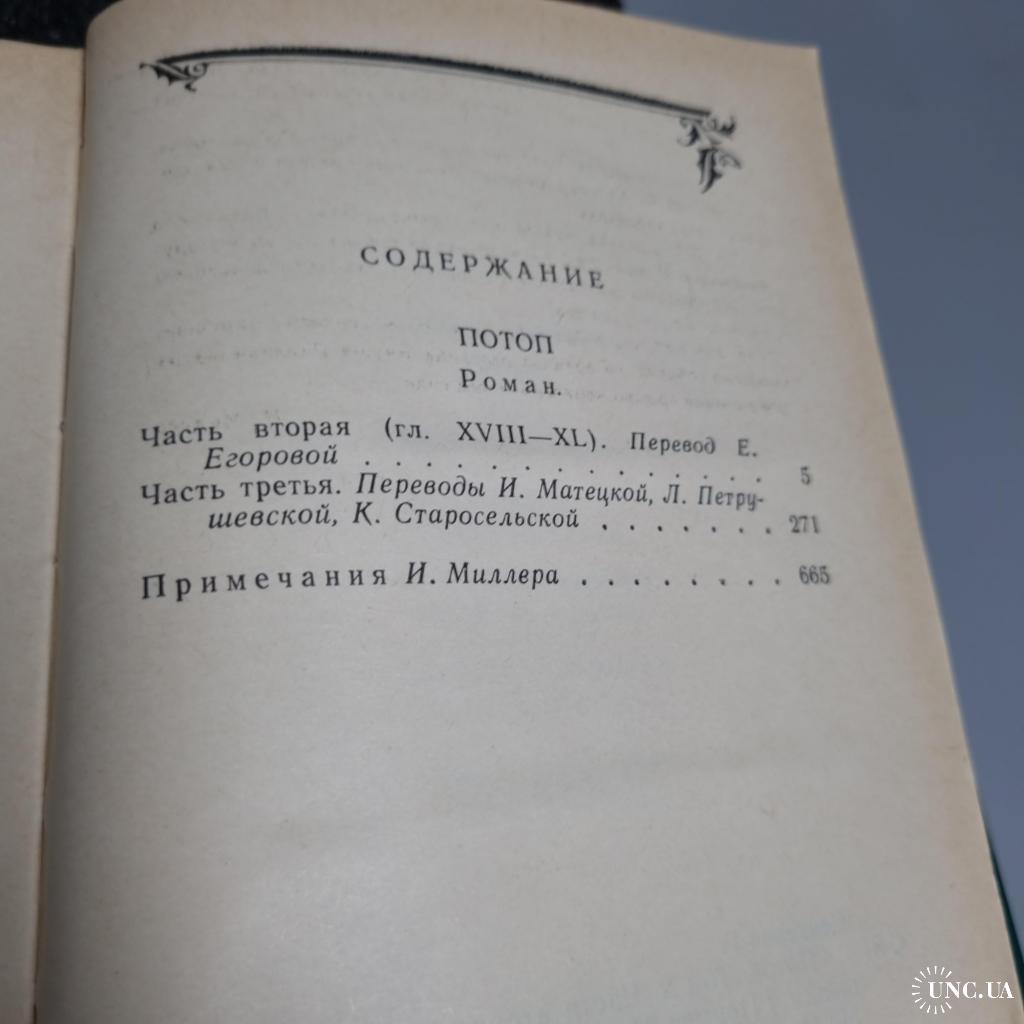 СОДЕРЖАНИЕ
ПОТОП
Роман.
Часть вторая (гл. XVIII—XL). Перевод Е.
Егоровой . . . . . . . . . . . . . . 5
Часть третья. Переводы И. Матецкой, Л. Петру-
шевской, К. Старосельской . . . . . . . 271
Примечания И. Миллера . . . . . . . . 665
UNC.UA